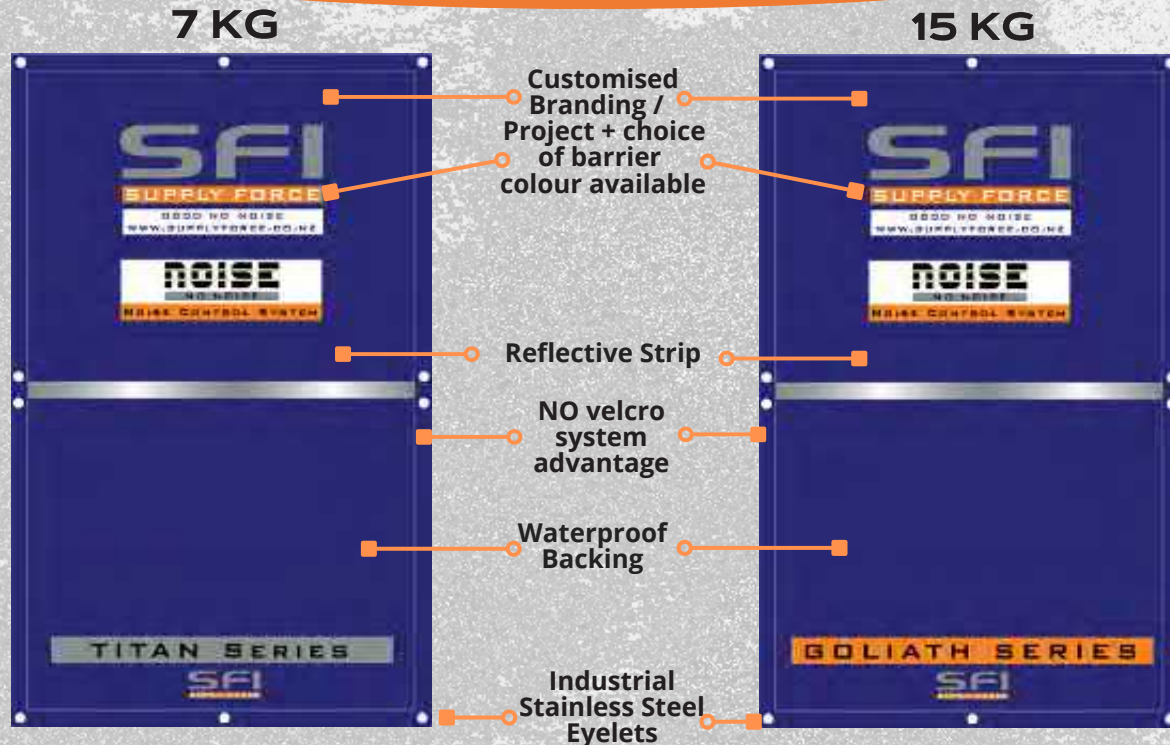 7 KG
15 KG
SFI
SUPPLY FORCE
GOOD NO NOISE
WWW.SUPPLYFORCE.CO.NZ
NOISE
NO NOISE
NOISE CONTROL SYSTEM
TITAN SERIES
SFI
Customised
Branding /
Project + choice
of barrier
colour available
Reflective Strip
NO velcro
system
advantage
Waterproof
Backing
Industrial
Stainless Steel
Eyelets
SFI
SUPPLY FORCE
GOOD NO NOISE
WWW.SUPPLYFORCE.CO.NZ
NOISE
NO NOISE
NOISE CONTROL SYSTEM
GOLIATH SERIES
SFI